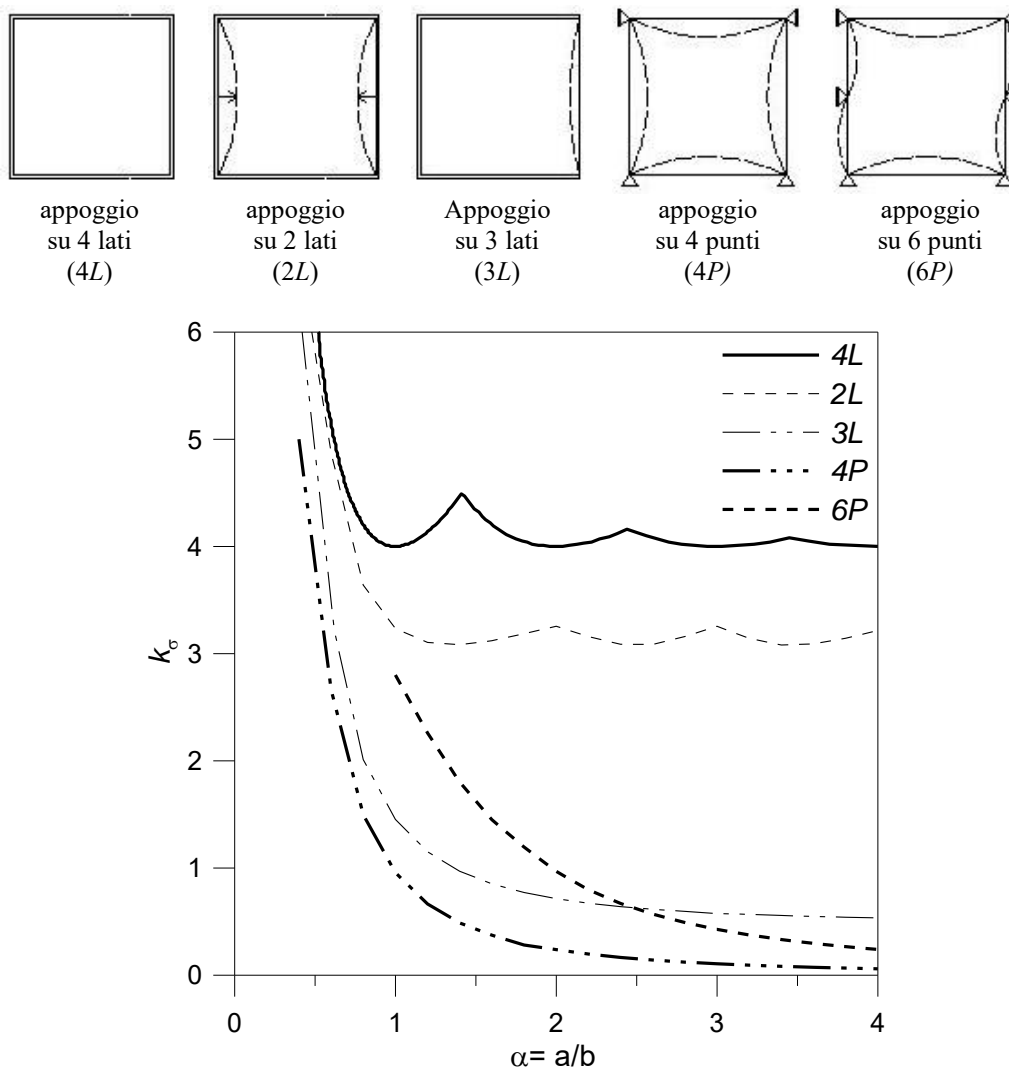 appoggio
su 4 lati
(4L)
appoggio
su 2 lati
(2L)
Appoggio
su 3 lati
(3L)
appoggio
su 4 punti
(4P)
appoggio
su 6 punti
(6P)
6
5
4
3
2
1
0
kσ
4L
2L
3L
4P
6P
0
1
2
3
4
α= a/b